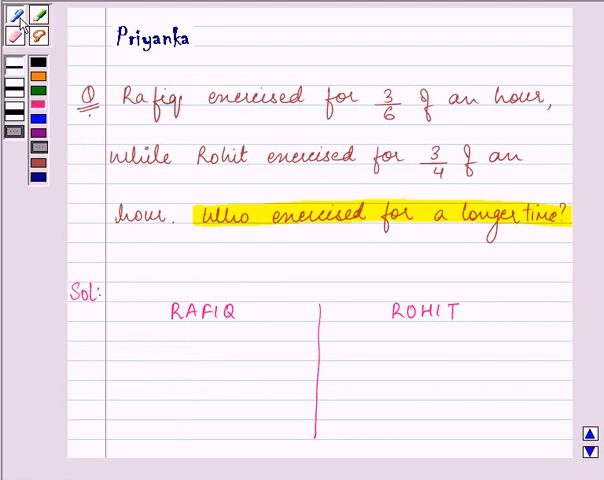 Priyanka
Q. Rafiq exercised for 3/6 of an hour,
while Rohit exercised for 3/4 of an
hour. Who exercised for a longer time?
Sol:
RAFIQ ROHIT